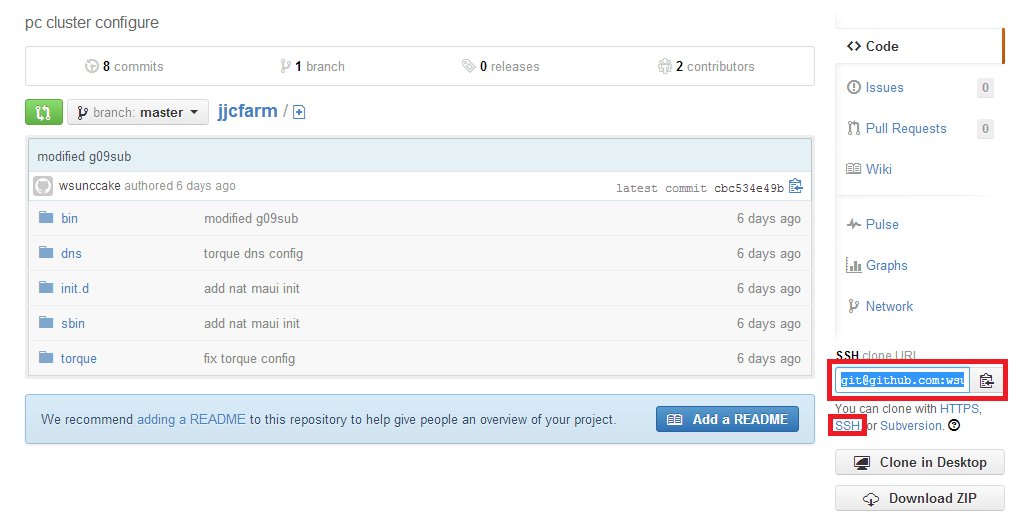 pc cluster configure
8 commits 1 branch 0 releases 2 contributors
branch: master jjcfarm /
modified g09sub
wsunccake authored 6 days ago latest commit cbc534e49b
bin modified g09sub 6 days ago
dns torque dns config 6 days ago
init.d add nat maui init 6 days ago
sbin add nat maui init 6 days ago
torque fix torque config 6 days ago
We recommend adding a README to this repository to help give people an overview of your project. Add a README
Code
Issues 0
Pull Requests 0
Wiki
Pulse
Graphs
Network
SSH clone URL
git@github.com:wsu
You can clone with HTTPS,
SSH, or Subversion.
Clone in Desktop
Download ZIP